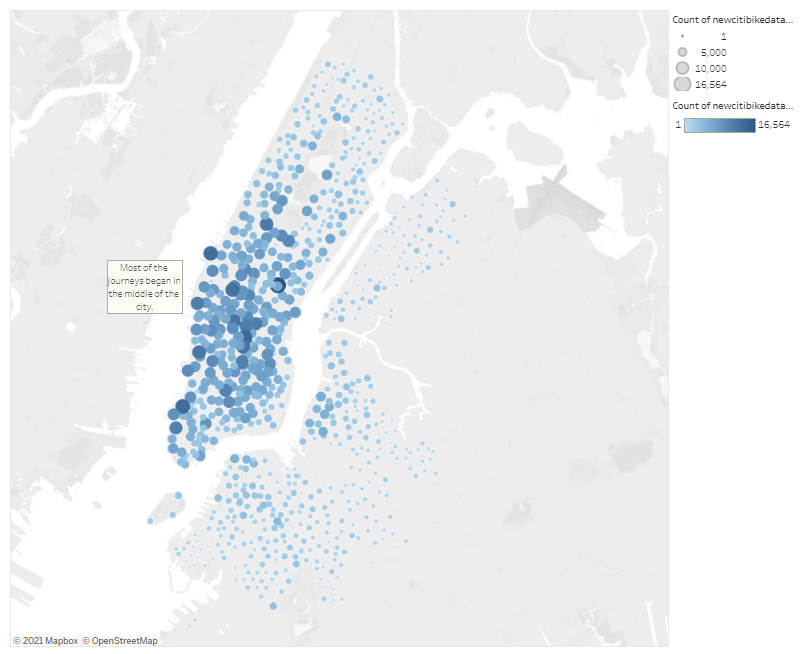 Count of newcitibikedata...
1
5,000
10,000
16,564
Count of newcitibikedata...
1 16,564
Most of the
journeys began in
the middle of the
city.
© 2021 Mapbox © OpenStreetMap